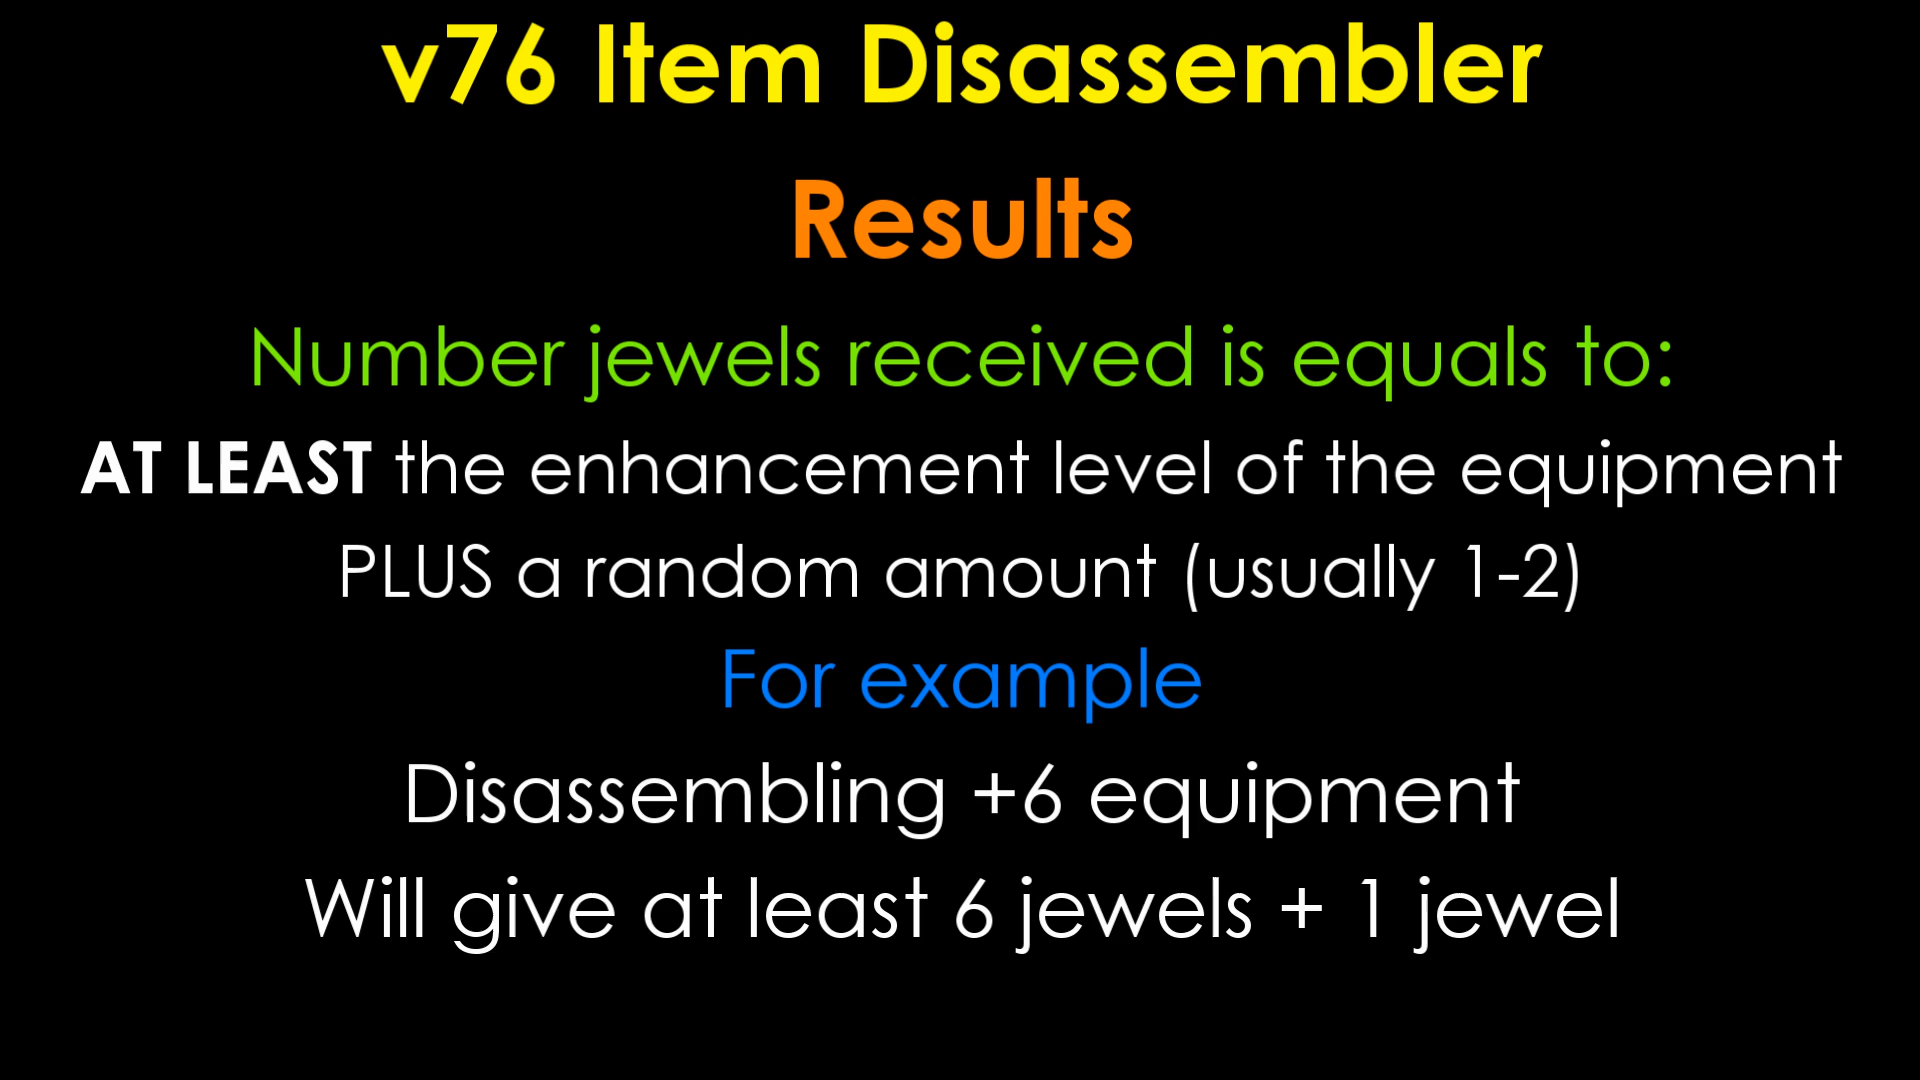 v76 Item Disassembler
Results
Number jewels received is equals to:
AT LEAST the enhancement level of the equipment
PLUS a random amount (usually 1-2)
For example
Disassembling +6 equipment
Will give at least 6 jewels + 1 jewel